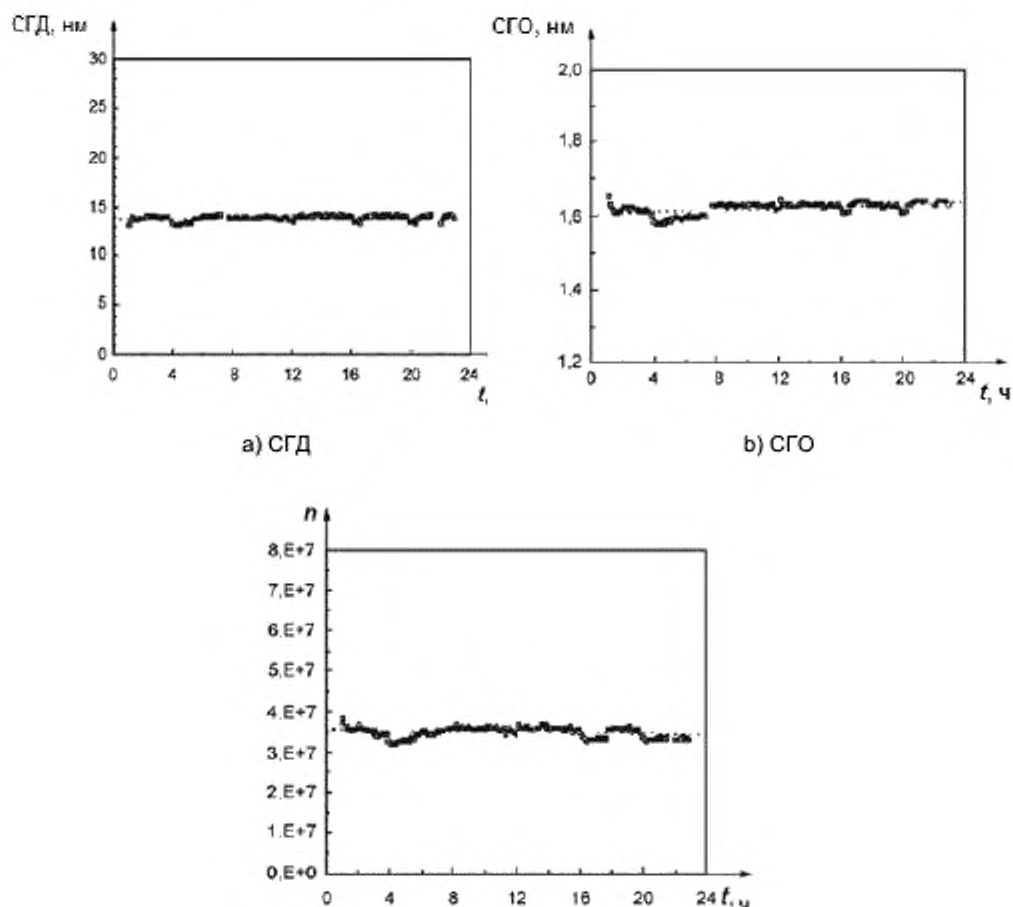 СГД, нм
30
25
20
15
10
5
0
0 4 8 12 16 20 24
t,
СГО, нм
2,0
1,8
1,6
1,4
1,2
0 4 8 12 16 20 24
t, ч
a) СГД
b) СГО
n
8,E+7
7,E+7
6,E+7
5,E+7
4,E+7
3,E+7
2,E+7
1,E+7
0,E+0
0 4 8 12 16 20 24 t, ч